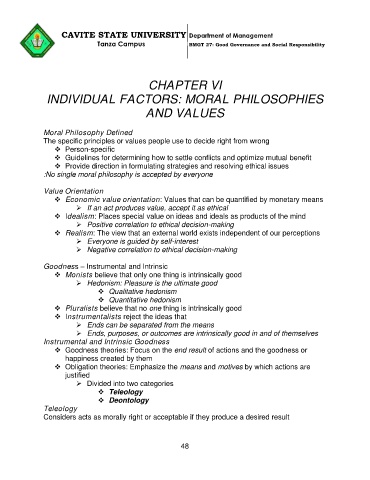 CAVITE STATE UNIVERSITY Department of Management
Tanza Campus BMGT 27- Good Governance and Social Responsibility
CHAPTER VI
INDIVIDUAL FACTORS: MORAL PHILOSOPHIES
AND VALUES
Moral Philosophy Defined
The specific principles or values people use to decide right from wrong
❖ Person-specific
❖ Guidelines for determining how to settle conflicts and optimize mutual benefit
❖ Provide direction in formulating strategies and resolving ethical issues
:No single moral philosophy is accepted by everyone
Value Orientation
❖ Economic value orientation: Values that can be quantified by monetary means
➢ If an act produces value, accept it as ethical
❖ Idealism: Places special value on ideas and ideals as products of the mind
➢ Positive correlation to ethical decision-making
❖ Realism: The view that an external world exists independent of our perceptions
➢ Everyone is guided by self-interest
➢ Negative correlation to ethical decision-making
Goodness – Instrumental and Intrinsic
❖ Monists believe that only one thing is intrinsically good
➢ Hedonism: Pleasure is the ultimate good
❖ Qualitative hedonism
❖ Quantitative hedonism
❖ Pluralists believe that no one thing is intrinsically good
❖ Instrumentalists reject the ideas that
➢ Ends can be separated from the means
➢ Ends, purposes, or outcomes are intrinsically good in and of themselves
Instrumental and Intrinsic Goodness
❖ Goodness theories: Focus on the end result of actions and the goodness or
happiness created by them
❖ Obligation theories: Emphasize the means and motives by which actions are
justified
➢ Divided into two categories
❖ Teleology
❖ Deontology
Teleology
Considers acts as morally right or acceptable if they produce a desired result
48